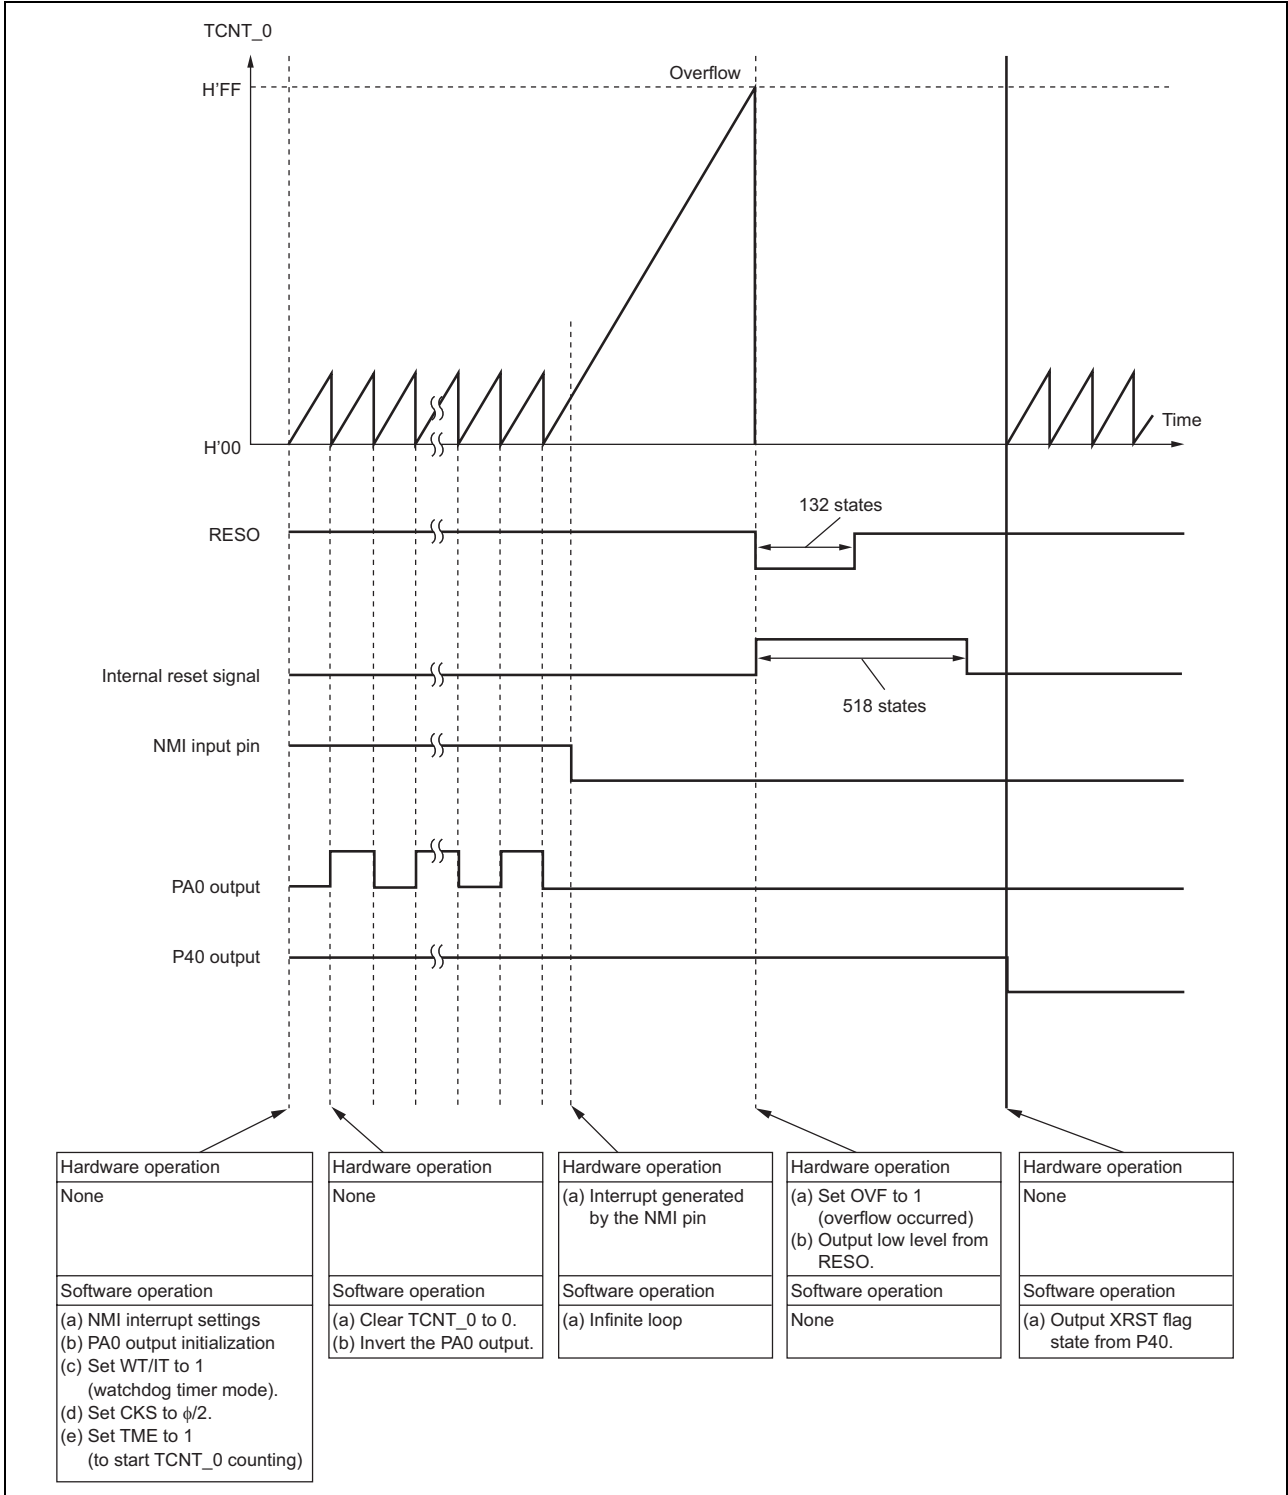 TCNT_0
H'FF
Overflow
H'00
Time
RESO
132 states
Internal reset signal
518 states
NMI input pin
PA0 output
P40 output
Hardware operation
None
Software operation
(a) NMI interrupt settings
(b) PA0 output initialization
(c) Set WT/IT to 1
(watchdog timer mode).
(d) Set CKS to ϕ/2.
(e) Set TME to 1
(to start TCNT_0 counting)
Hardware operation
None
Software operation
(a) Clear TCNT_0 to 0.
(b) Invert the PA0 output.
Hardware operation
(a) Interrupt generated
by the NMI pin
Software operation
(a) Infinite loop
Hardware operation
(a) Set OVF to 1
(overflow occurred)
(b) Output low level from
RESO.
Software operation
None
Hardware operation
None
Software operation
(a) Output XRST flag
state from P40.